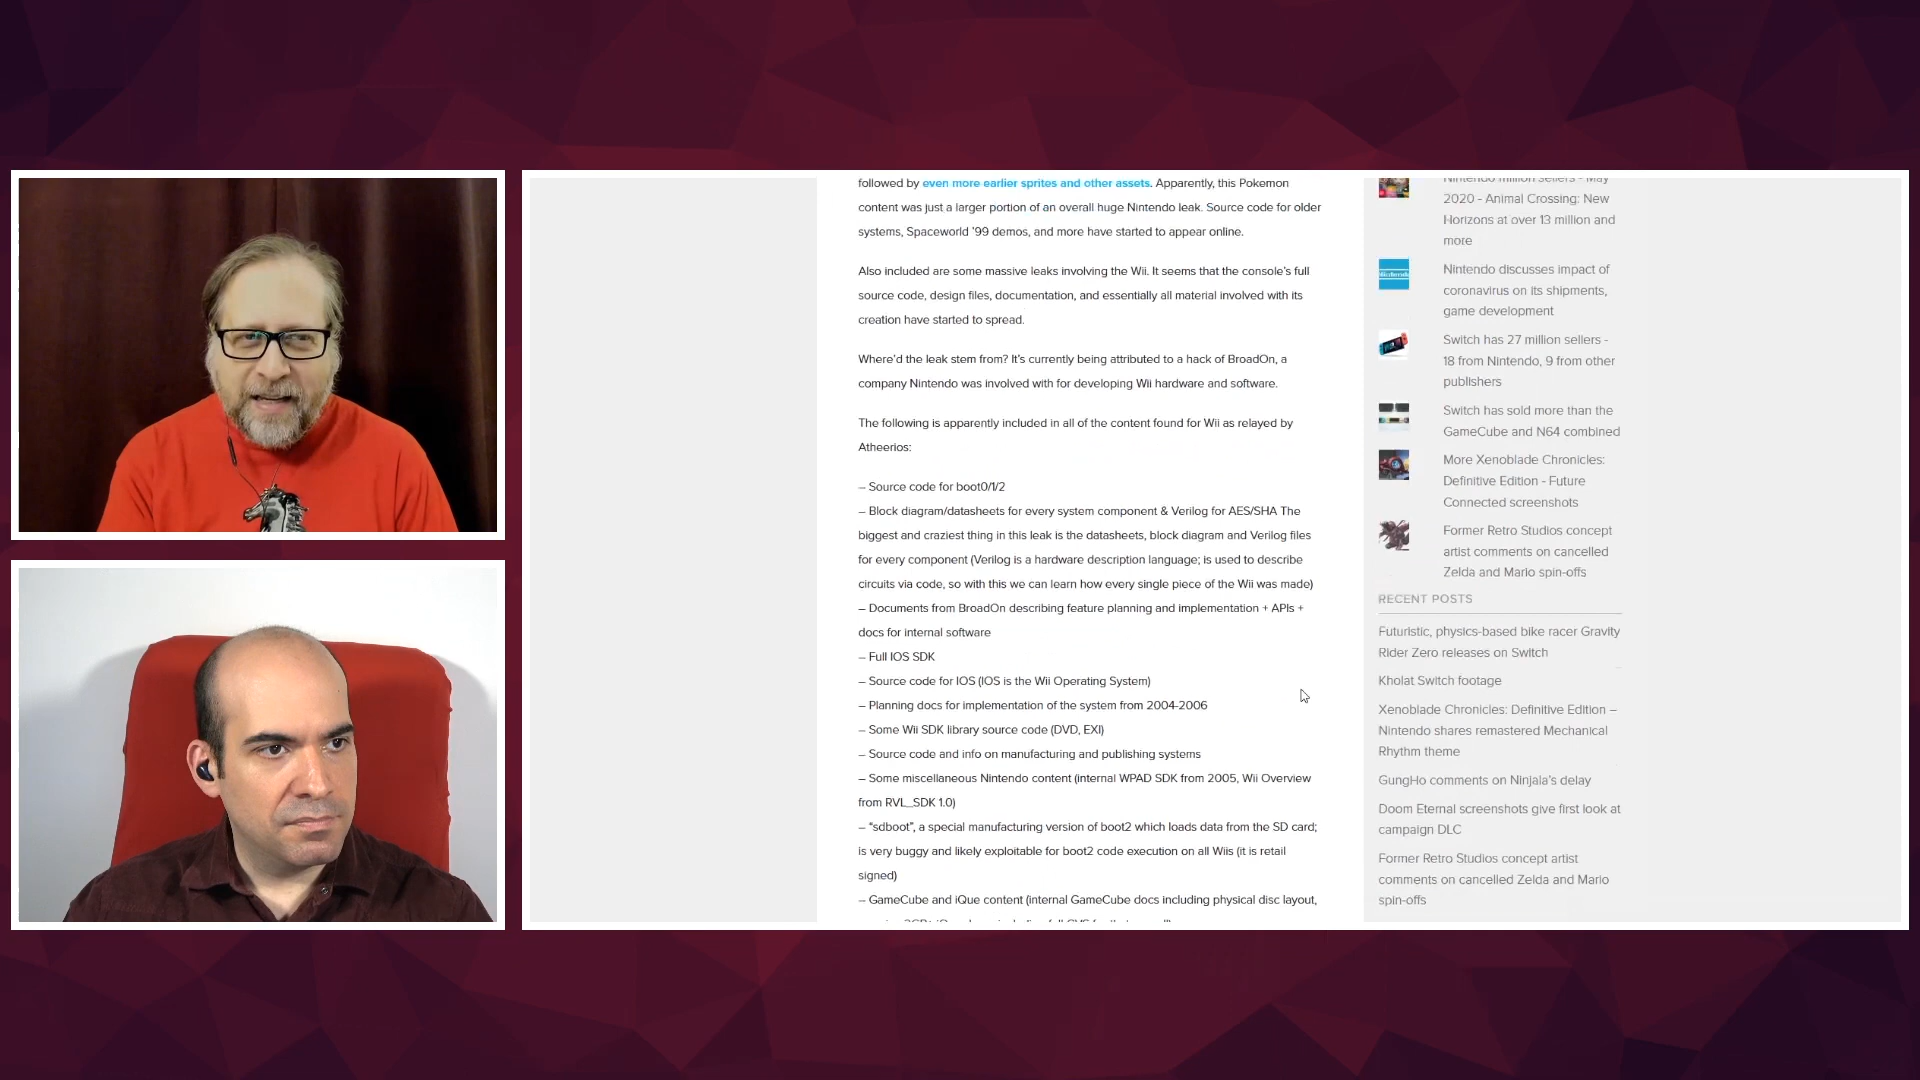 followed by even more earlier sprites and other assets. Apparently, this Pokemon
content was just a larger portion of an overall huge Nintendo leak. Source code for older
systems, Spaceworld '99 demos, and more have started to appear online.
Also included are some massive leaks involving the Wii. It seems that the console's full
source code, design files, documentation, and essentially all material involved with its
creation have started to spread.
Where'd the leak stem from? It's currently being attributed to a hack of BroadOn, a
company Nintendo was involved with for developing Wii hardware and software.
The following is apparently included in all of the content found for Wii as relayed by
Atheerios:
– Source code for boot0/1/2
– Block diagram/datasheets for every system component & Verilog for AES/SHA The
biggest and craziest thing in this leak is the datasheets, block diagram and Verilog files
for every component (Verilog is a hardware description language; is used to describe
circuits via code, so with this we can learn how every single piece of the Wii was made)
– Documents from BroadOn describing feature planning and implementation + APIs +
docs for internal software
– Full IOS SDK
– Source code for IOS (IOS is the Wii Operating System)
– Planning docs for implementation of the system from 2004-2006
– Some Wii SDK library source code (DVD, EXI)
– Source code and info on manufacturing and publishing systems
– Some miscellaneous Nintendo content (internal WPAD SDK from 2005, Wii Overview
from RVL_SDK 1.0)
– “sdboot”, a special manufacturing version of boot2 which loads data from the SD card;
is very buggy and likely exploitable for boot2 code execution on all Wiis (it is retail
signed)
– GameCube and iQue content (internal GameCube docs including physical disc layout,
Nintendo million sellers - May
2020 - Animal Crossing: New
Horizons at over 13 million and
more
Nintendo
Nintendo discusses impact of
coronavirus on its shipments,
game development
Switch has 27 million sellers -
18 from Nintendo, 9 from other
publishers
Switch has sold more than the
GameCube and N64 combined
More Xenoblade Chronicles:
Definitive Edition - Future
Connected screenshots
Former Retro Studios concept
artist comments on cancelled
Zelda and Mario spin-offs
RECENT POSTS
Futuristic, physics-based bike racer Gravity
Rider Zero releases on Switch
Kholat Switch footage
Xenoblade Chronicles: Definitive Edition –
Nintendo shares remastered Mechanical
Rhythm theme
GungHo comments on Ninjala's delay
Doom Eternal screenshots give first look at
campaign DLC
Former Retro Studios concept artist
comments on cancelled Zelda and Mario
spin-offs